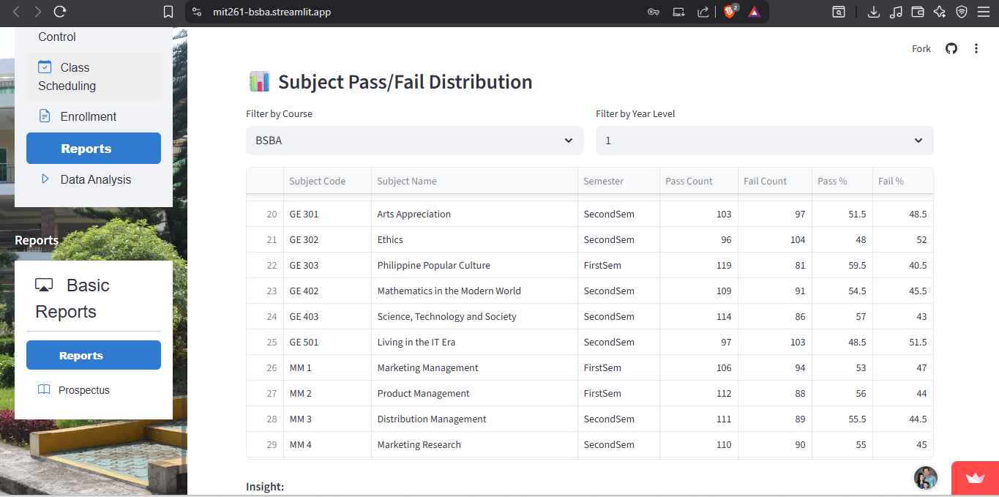 mit261-bsba.streamlit.app
2
Control
Class
Scheduling
Enrollment
Reports
Data Analysis
Reports
Basic
Reports
Reports
Prospectus
Fork
Subject Pass/Fail Distribution
Filter by Course Filter by Year Level
BSBA 1
Subject Code Subject Name Semester Pass Count Fail Count Pass % Fail %
20 GE 301 Arts Appreciation SecondSem 103 97 51.5 48.5
21 GE 302 Ethics SecondSem 96 104 48 52
22 GE 303 Philippine Popular Culture FirstSem 119 81 59.5 40.5
23 GE 402 Mathematics in the Modern World SecondSem 109 91 54.5 45.5
24 GE 403 Science, Technology and Society SecondSem 114 86 57 43
25 GE 501 Living in the IT Era SecondSem 97 103 48.5 51.5
26 MM 1 Marketing Management FirstSem 106 94 53 47
27 MM 2 Product Management FirstSem 112 88 56 44
28 MM 3 Distribution Management SecondSem 111 89 55.5 44.5
29 MM 4 Marketing Research SecondSem 110 90 55 45
Insight: